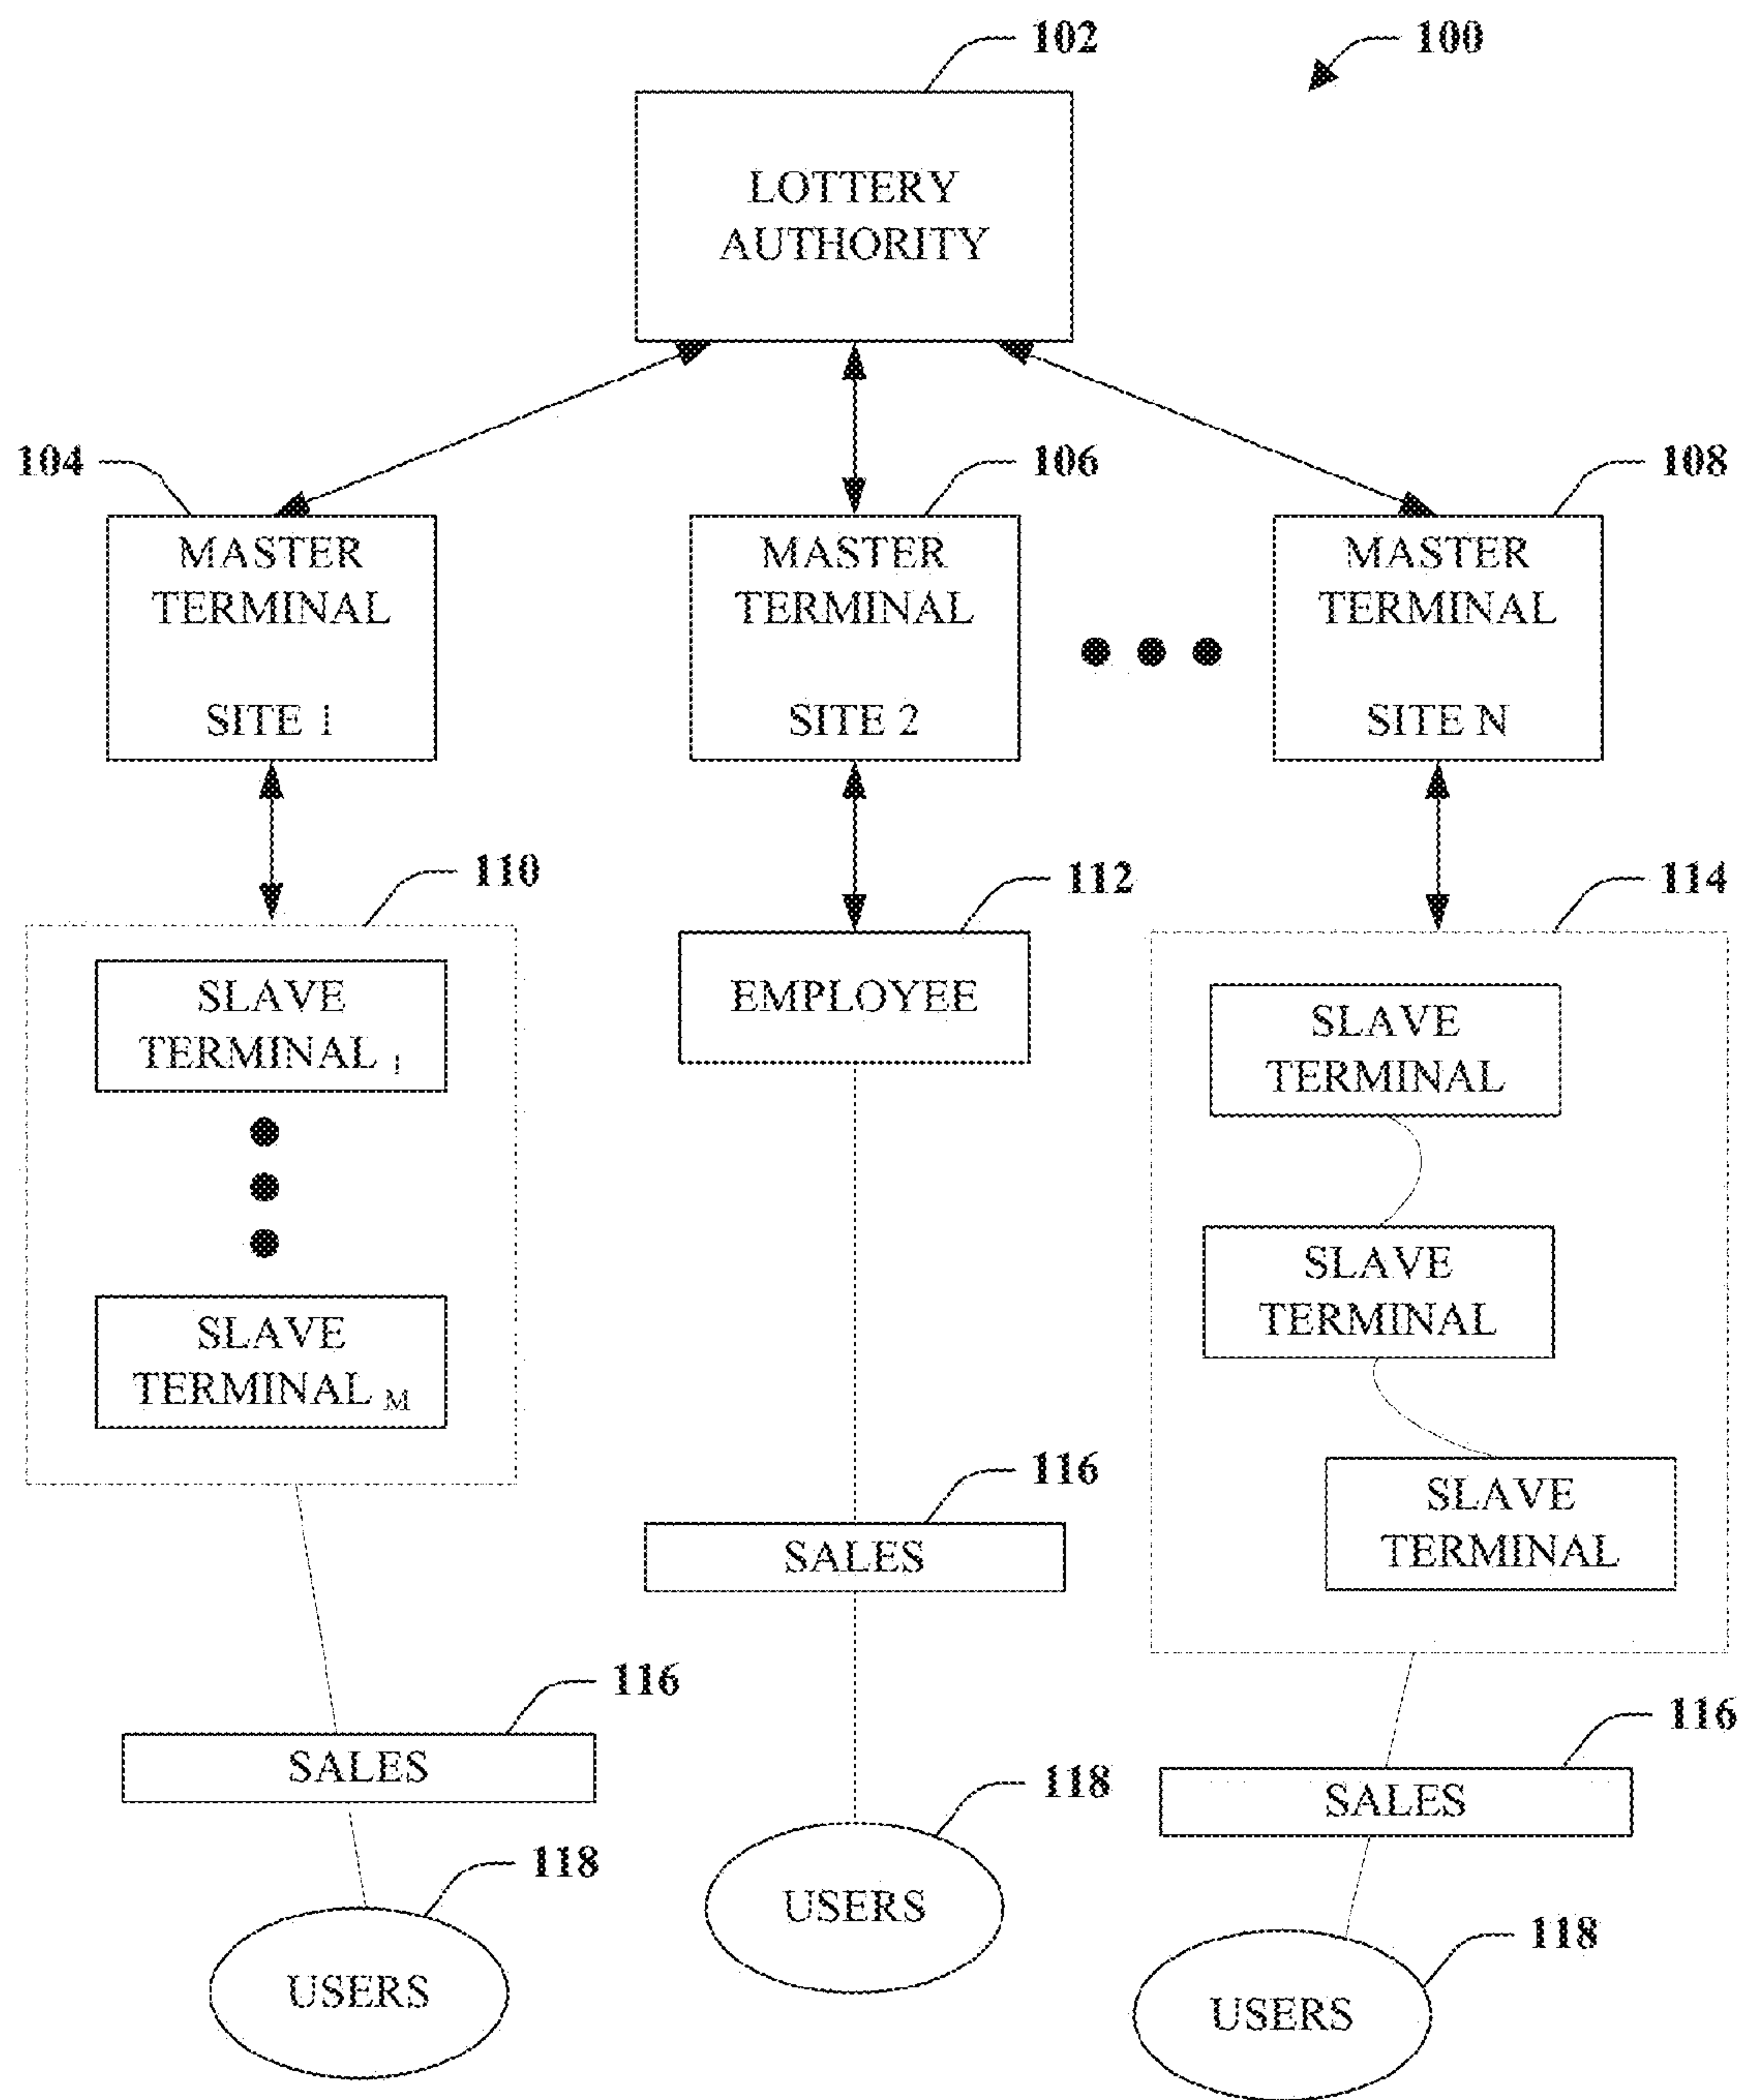 102
100
LOTTERY
AUTHORITY
104
106
108
MASTER
TERMINAL
SITE 1
MASTER
TERMINAL
SITE 2
MASTER
TERMINAL
SITE N
110
112
114
SLAVE
TERMINAL 1
SLAVE
TERMINAL M
EMPLOYEE
SLAVE
TERMINAL
SLAVE
TERMINAL
SLAVE
TERMINAL
116
SALES
116
SALES
116
SALES
118
USERS
118
USERS
118
USERS